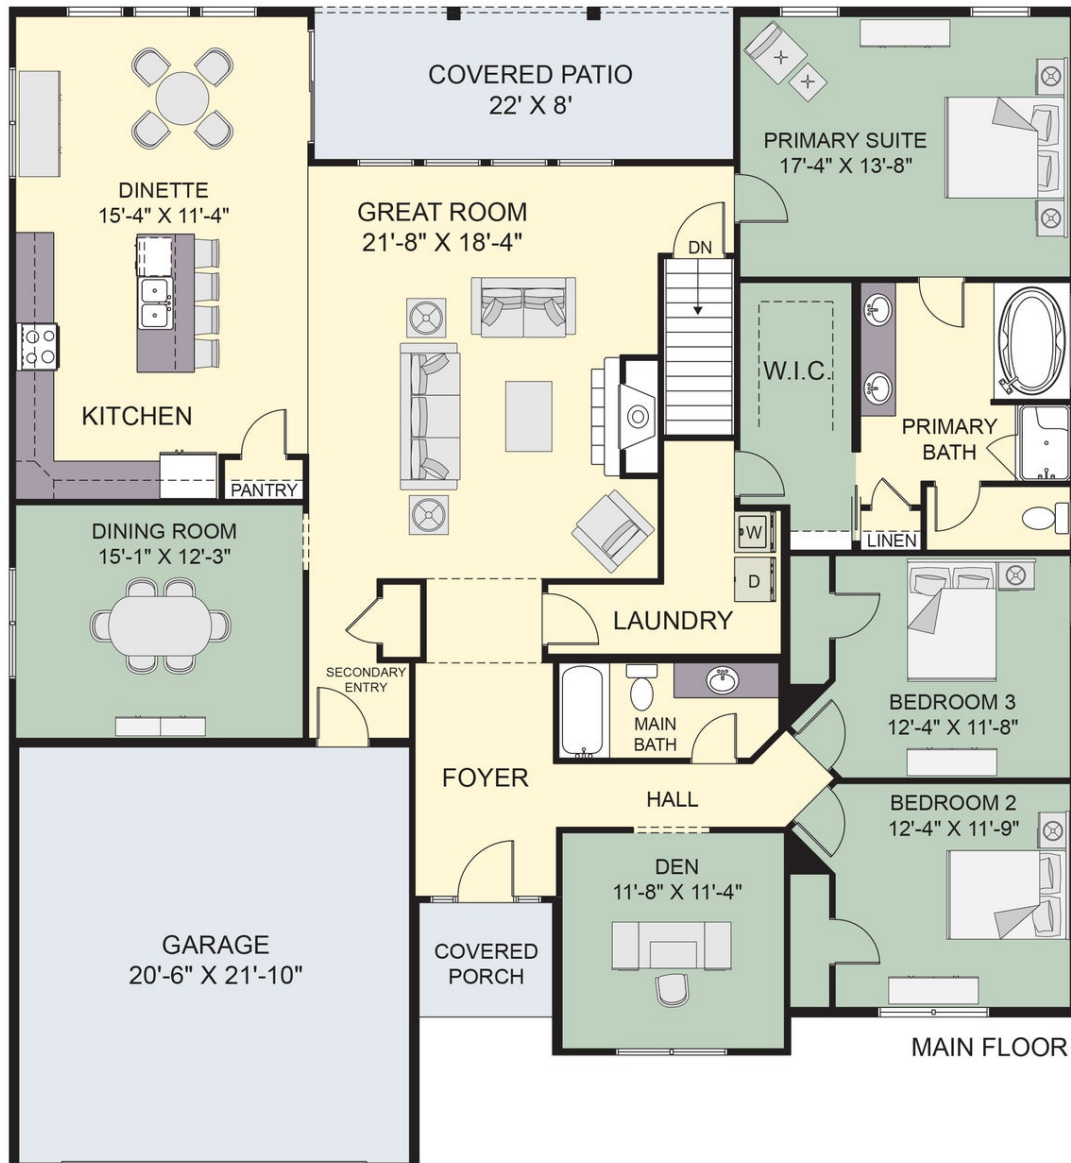 COVERED PATIO
22' X 8'
PRIMARY SUITE
17'-4" X 13'-8"
DINETTE
15'-4" X 11'-4"
GREAT ROOM
21'-8" X 18'-4"
DN
W.I.C.
KITCHEN
PRIMARY
BATH
PANTRY
DINING ROOM
15'-1" X 12'-3"
W
LINEN
D
LAUNDRY
SECONDARY
ENTRY
MAIN
BATH
BEDROOM 3
12'-4" X 11'-8"
FOYER
HALL
BEDROOM 2
12'-4" X 11'-9"
DEN
11'-8" X 11'-4"
GARAGE
20'-6" X 21'-10"
COVERED
PORCH
MAIN FLOOR